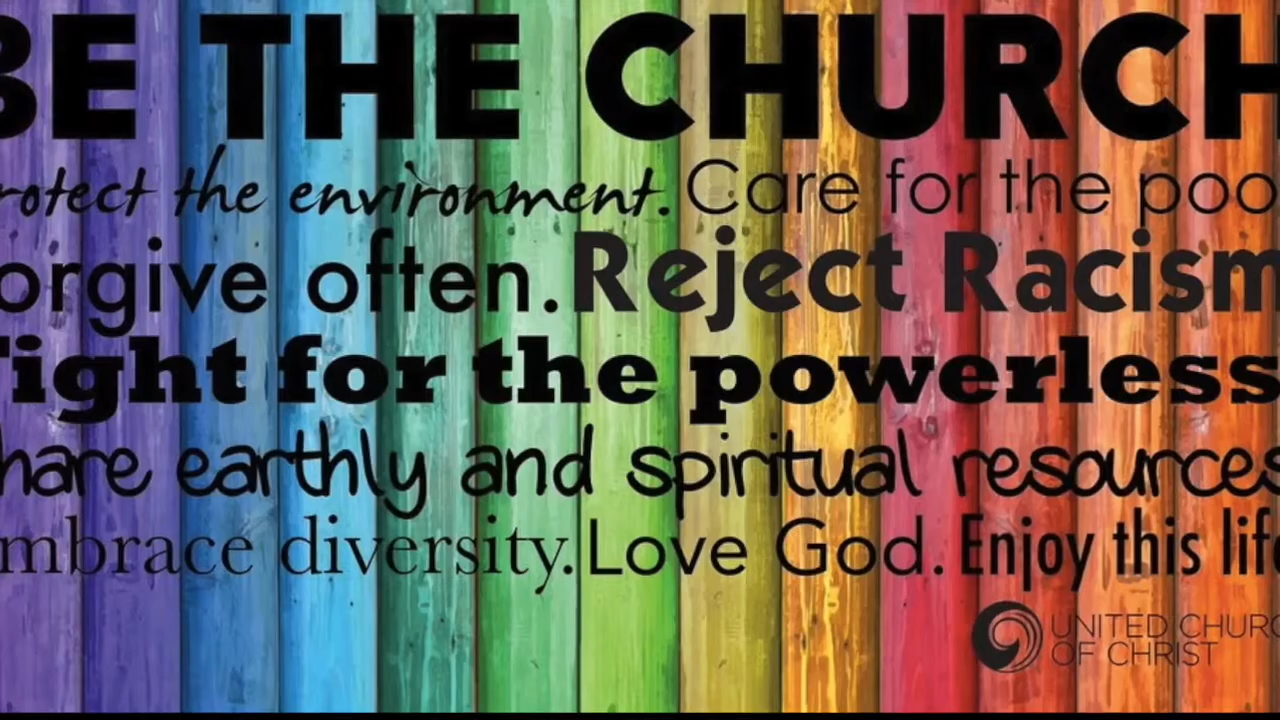 BE THE CHURCH
rotect the environment. Care for the poo
orgive often. Reject Racism
ight for the powerless
hare earthly and spiritual resources
mbrace diversity. Love God. Enjoy this life
UNITED CHURC
OF CHRIST